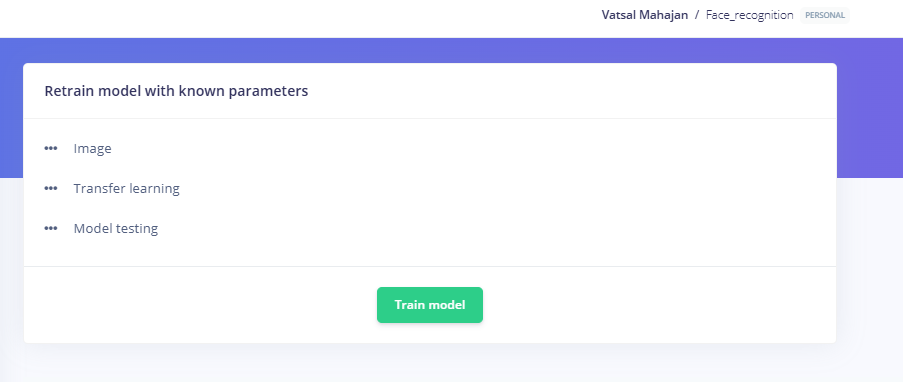 Vatsal Mahajan / Face_recognition PERSONAL
Retrain model with known parameters
Image
Transfer learning
Model testing
Train model